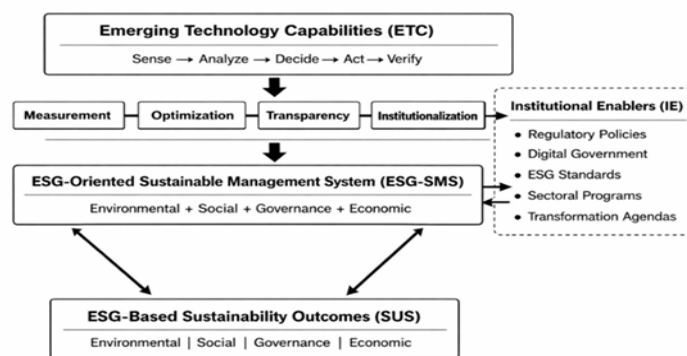 Emerging Technology Capabilities (ETC)
Sense → Analyze → Decide → Act → Verify
Measurement
Optimization
Transparency
Institutionalization
Institutional Enablers (IE)
• Regulatory Policies
• Digital Government
• ESG Standards
• Sectoral Programs
• Transformation Agendas
ESG-Oriented Sustainable Management System (ESG-SMS)
Environmental + Social + Governance + Economic
ESG-Based Sustainability Outcomes (SUS)
Environmental | Social | Governance | Economic